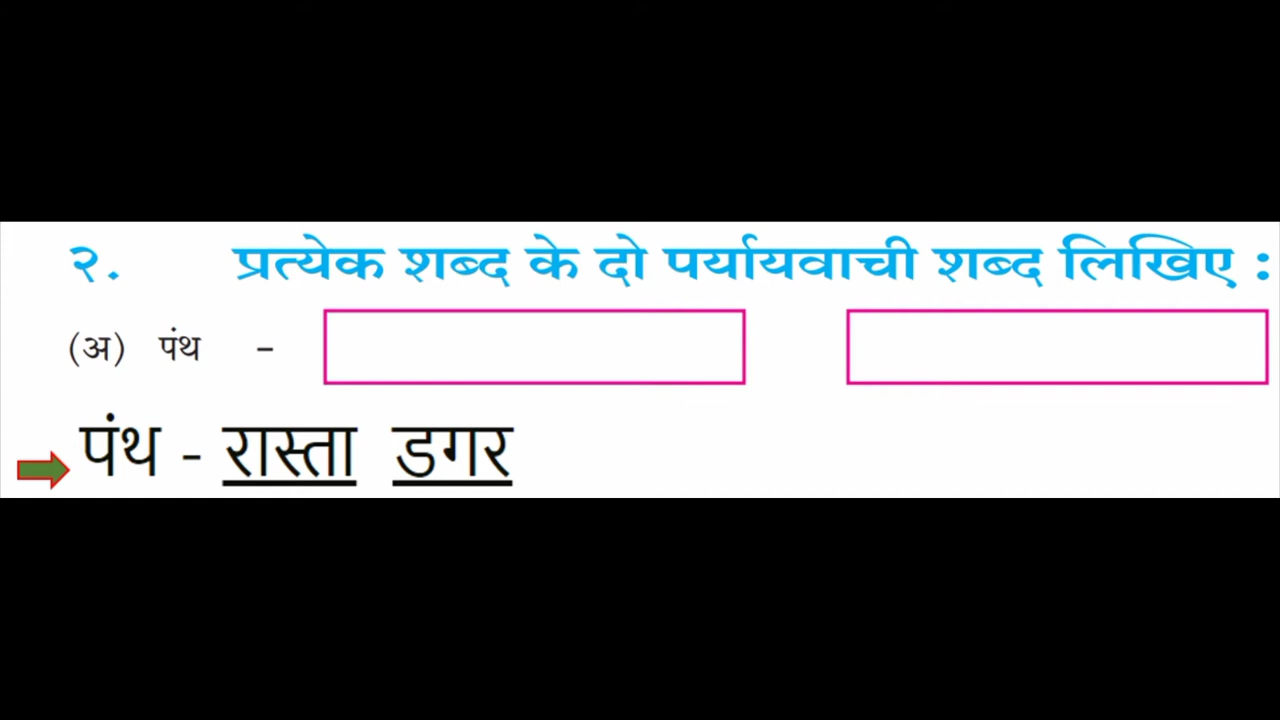 २. प्रत्येक शब्द के दो पर्यायवाची शब्द लिखिए :
(अ) पंथ -
पंथ - रास्ता डगर